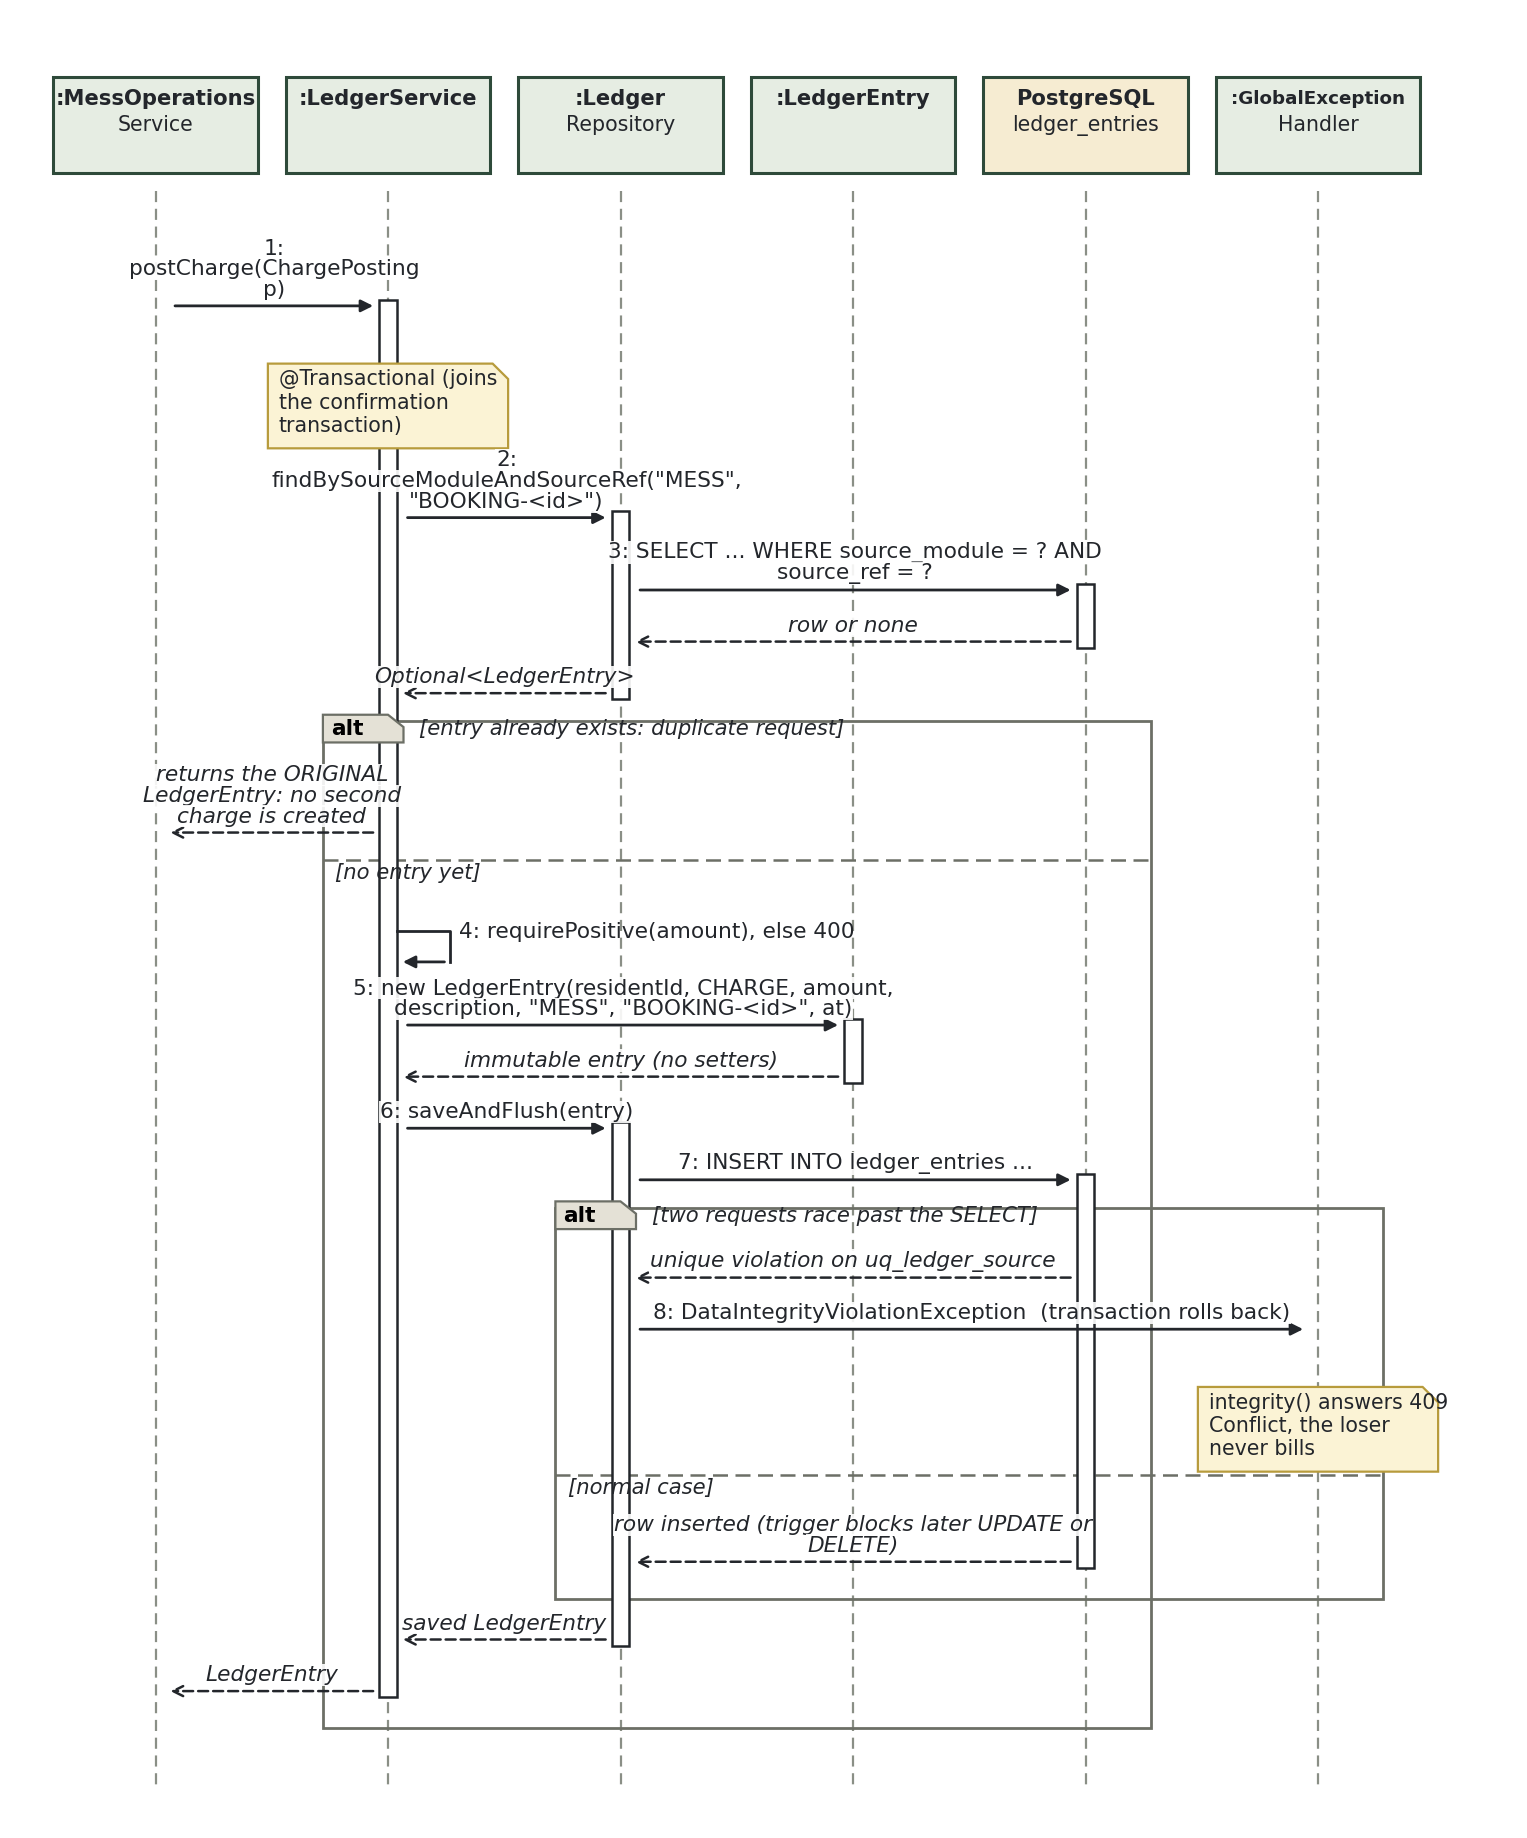 :MessOperations
Service
:LedgerService
:Ledger
Repository
:LedgerEntry
PostgreSQL
ledger_entries
:GlobalException
Handler
1:
postCharge(ChargePosting
p)
@Transactional (joins
the confirmation
transaction)
2:
findBySourceModuleAndSourceRef("MESS",
"BOOKING-<id>")
3: SELECT ... WHERE source_module = ? AND
source_ref = ?
row or none
Optional<LedgerEntry>
alt
[entry already exists: duplicate request]
returns the ORIGINAL
LedgerEntry: no second
charge is created
[no entry yet]
4: requirePositive(amount), else 400
5: new LedgerEntry(residentId, CHARGE, amount,
description, "MESS", "BOOKING-<id>", at)
immutable entry (no setters)
6: saveAndFlush(entry)
7: INSERT INTO ledger_entries ...
alt
[two requests race past the SELECT]
unique violation on uq_ledger_source
8: DataIntegrityViolationException  (transaction rolls back)
integrity() answers 409
Conflict, the loser
never bills
[normal case]
row inserted (trigger blocks later UPDATE or
DELETE)
saved LedgerEntry
LedgerEntry